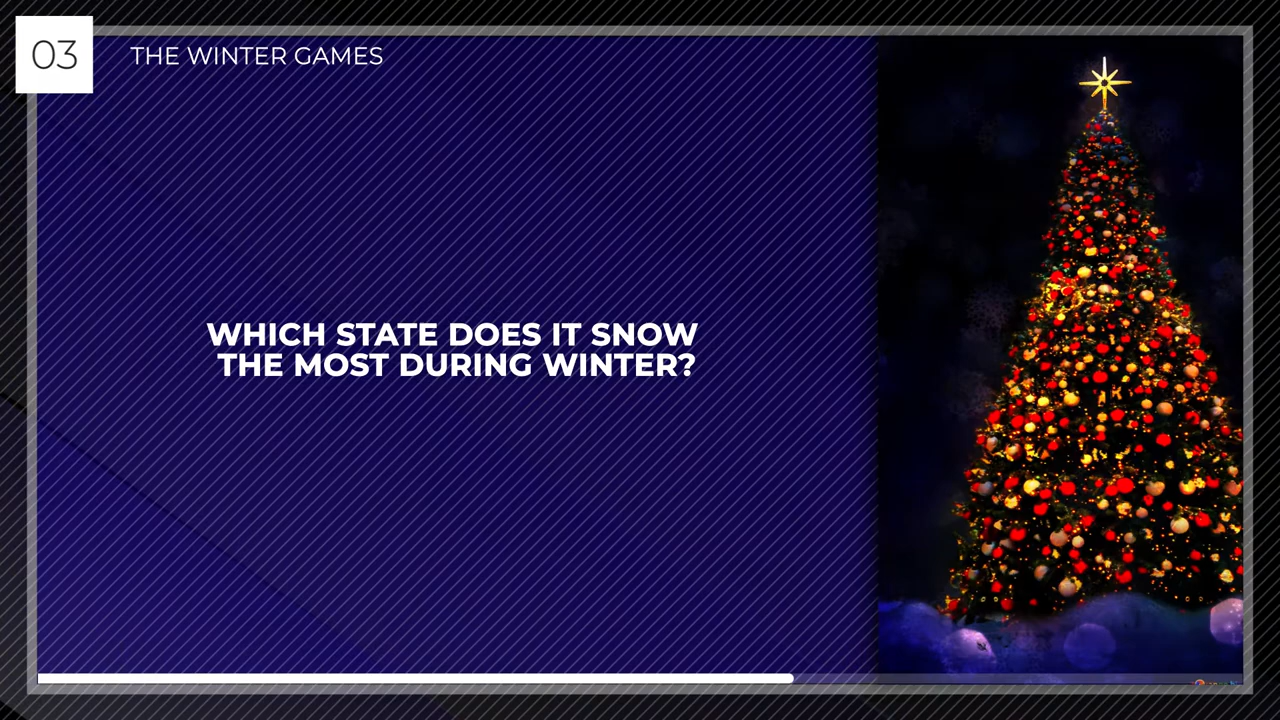 03
THE WINTER GAMES
WHICH STATE DOES IT SNOW
THE MOST DURING WINTER?